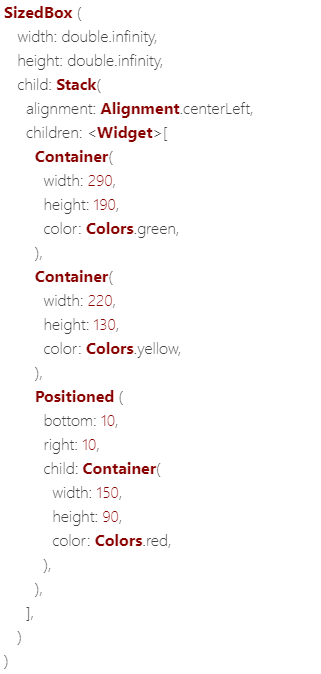 SizedBox (
width: double.infinity,
height: double.infinity,
child: Stack(
alignment: Alignment.centerLeft,
children: <Widget>[
Container(
width: 290,
height: 190,
color: Colors.green,
),
Container(
width: 220,
height: 130,
color: Colors.yellow,
),
Positioned (
bottom: 10,
right: 10,
child: Container(
width: 150,
height: 90,
color: Colors.red,
),
),
],
)
)